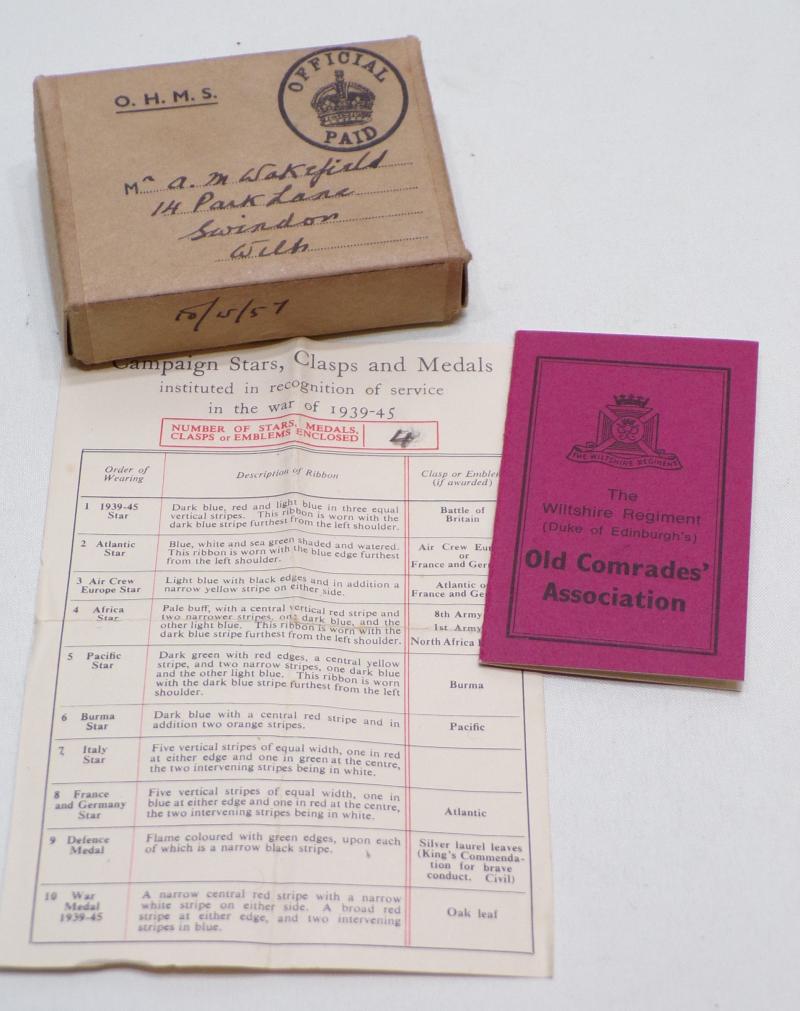 O. H. M. S.
OFFICIAL
PAID
Mr A. M Wakefield
14 Park Lane
Swindon
Wilts
Campaign Stars, Clasps and Medals
instituted in recognition of service
in the war of 1939-45
NUMBER OF STARS, MEDALS,
CLASPS or EMBLEMS ENCLOSED
4
Order of
Wearing
Description of Ribbon
Clasp or Emblem
(if awarded)
1 1939-45
Star
Dark blue, red and light blue in three equal
vertical stripes. This ribbon is worn with the
dark blue stripe furthest from the left shoulder.
Battle of
Britain
2 Atlantic
Star
Blue, white and sea green shaded and watered.
This ribbon is worn with the blue edge furthest
from the left shoulder.
Air Crew Eu
or
France and Ger
3 Air Crew
Europe Star
Light blue with black edges and in addition a
narrow yellow stripe on either side.
Atlantic o
France and Ge
4 Africa
Star
Pale buff, with a central vertical red stripe and
two narrower stripes, one dark blue, and the
other light blue. This ribbon is worn with the
dark blue stripe furthest from the left shoulder.
8th Army
1st Army
North Africa
5 Pacific
Star
Dark green with red edges, a central yellow
stripe, and two narrow stripes, one dark blue
and the other light blue. This ribbon is worn
with the dark blue stripe furthest from the left
shoulder.
Burma
6 Burma
Star
Dark blue with a central red stripe and in
addition two orange stripes.
Pacific
7 Italy
Star
Five vertical stripes of equal width, one in red
at either edge and one in green at the centre,
the two intervening stripes being in white.
8 France
and Germany
Star
Five vertical stripes of equal width, one in
blue at either edge and one in red at the centre,
the two intervening stripes being in white.
Atlantic
9 Defence
Medal
Flame coloured with green edges, upon each
of which is a narrow black stripe.
Silver laurel leaves
(King's Commenda-
tion for brave
conduct. Civil)
10 War
Medal
1939-45
A narrow central red stripe with a narrow
white stripe on either side. A broad red
stripe at either edge, and two intervening
stripes in blue.
Oak leaf
THE WILTSHIRE REGIMENT
The
Wiltshire Regiment
(Duke of Edinburgh's)
Old Comrades'
Association